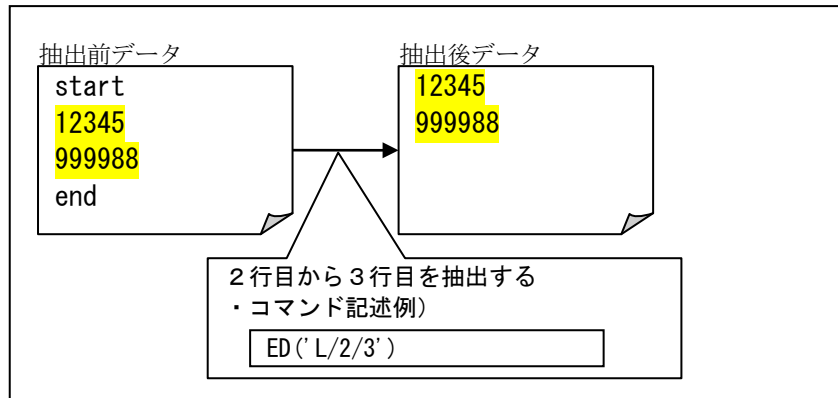 抽出前データ
start
12345
999988
end
抽出後データ
12345
999988
２行目から３行目を抽出する
・コマンド記述例）
ED('L/2/3')